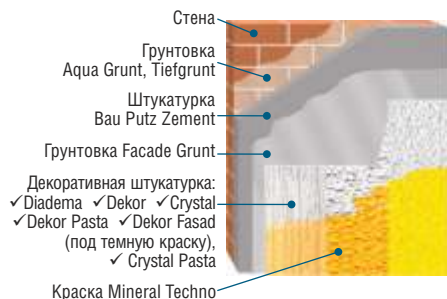 Стена
Грунтовка
Aqua Grunt, Tiefgrunt
Штукатурка
Bau Putz Zement
Грунтовка Facade Grunt
Декоративная штукатурка:
✓Diadema ✓Dekor ✓Crystal
✓Dekor Pasta ✓Dekor Fasad
(под темную краску),
✓ Crystal Pasta
Краска Mineral Techno